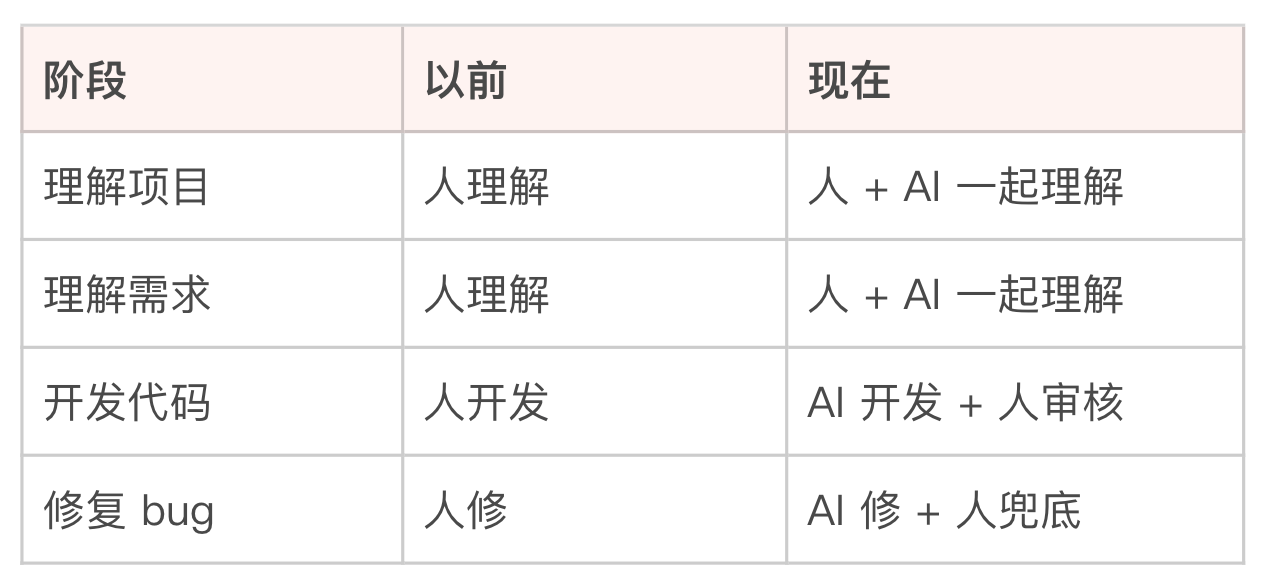 阶段 以前 现在
理解项目 人理解 人 + AI 一起理解
理解需求 人理解 人 + AI 一起理解
开发代码 人开发 AI 开发 + 人审核
修复 bug 人修 AI 修 + 人兜底